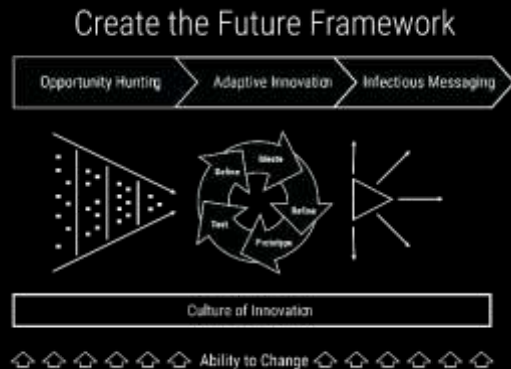 Create the Future Framework
Opportunity Hunting
Adaptive Innovation
Infectious Messaging
Define
Ideate
Refine
Prototype
Test
Culture of Innovation
Ability to Change